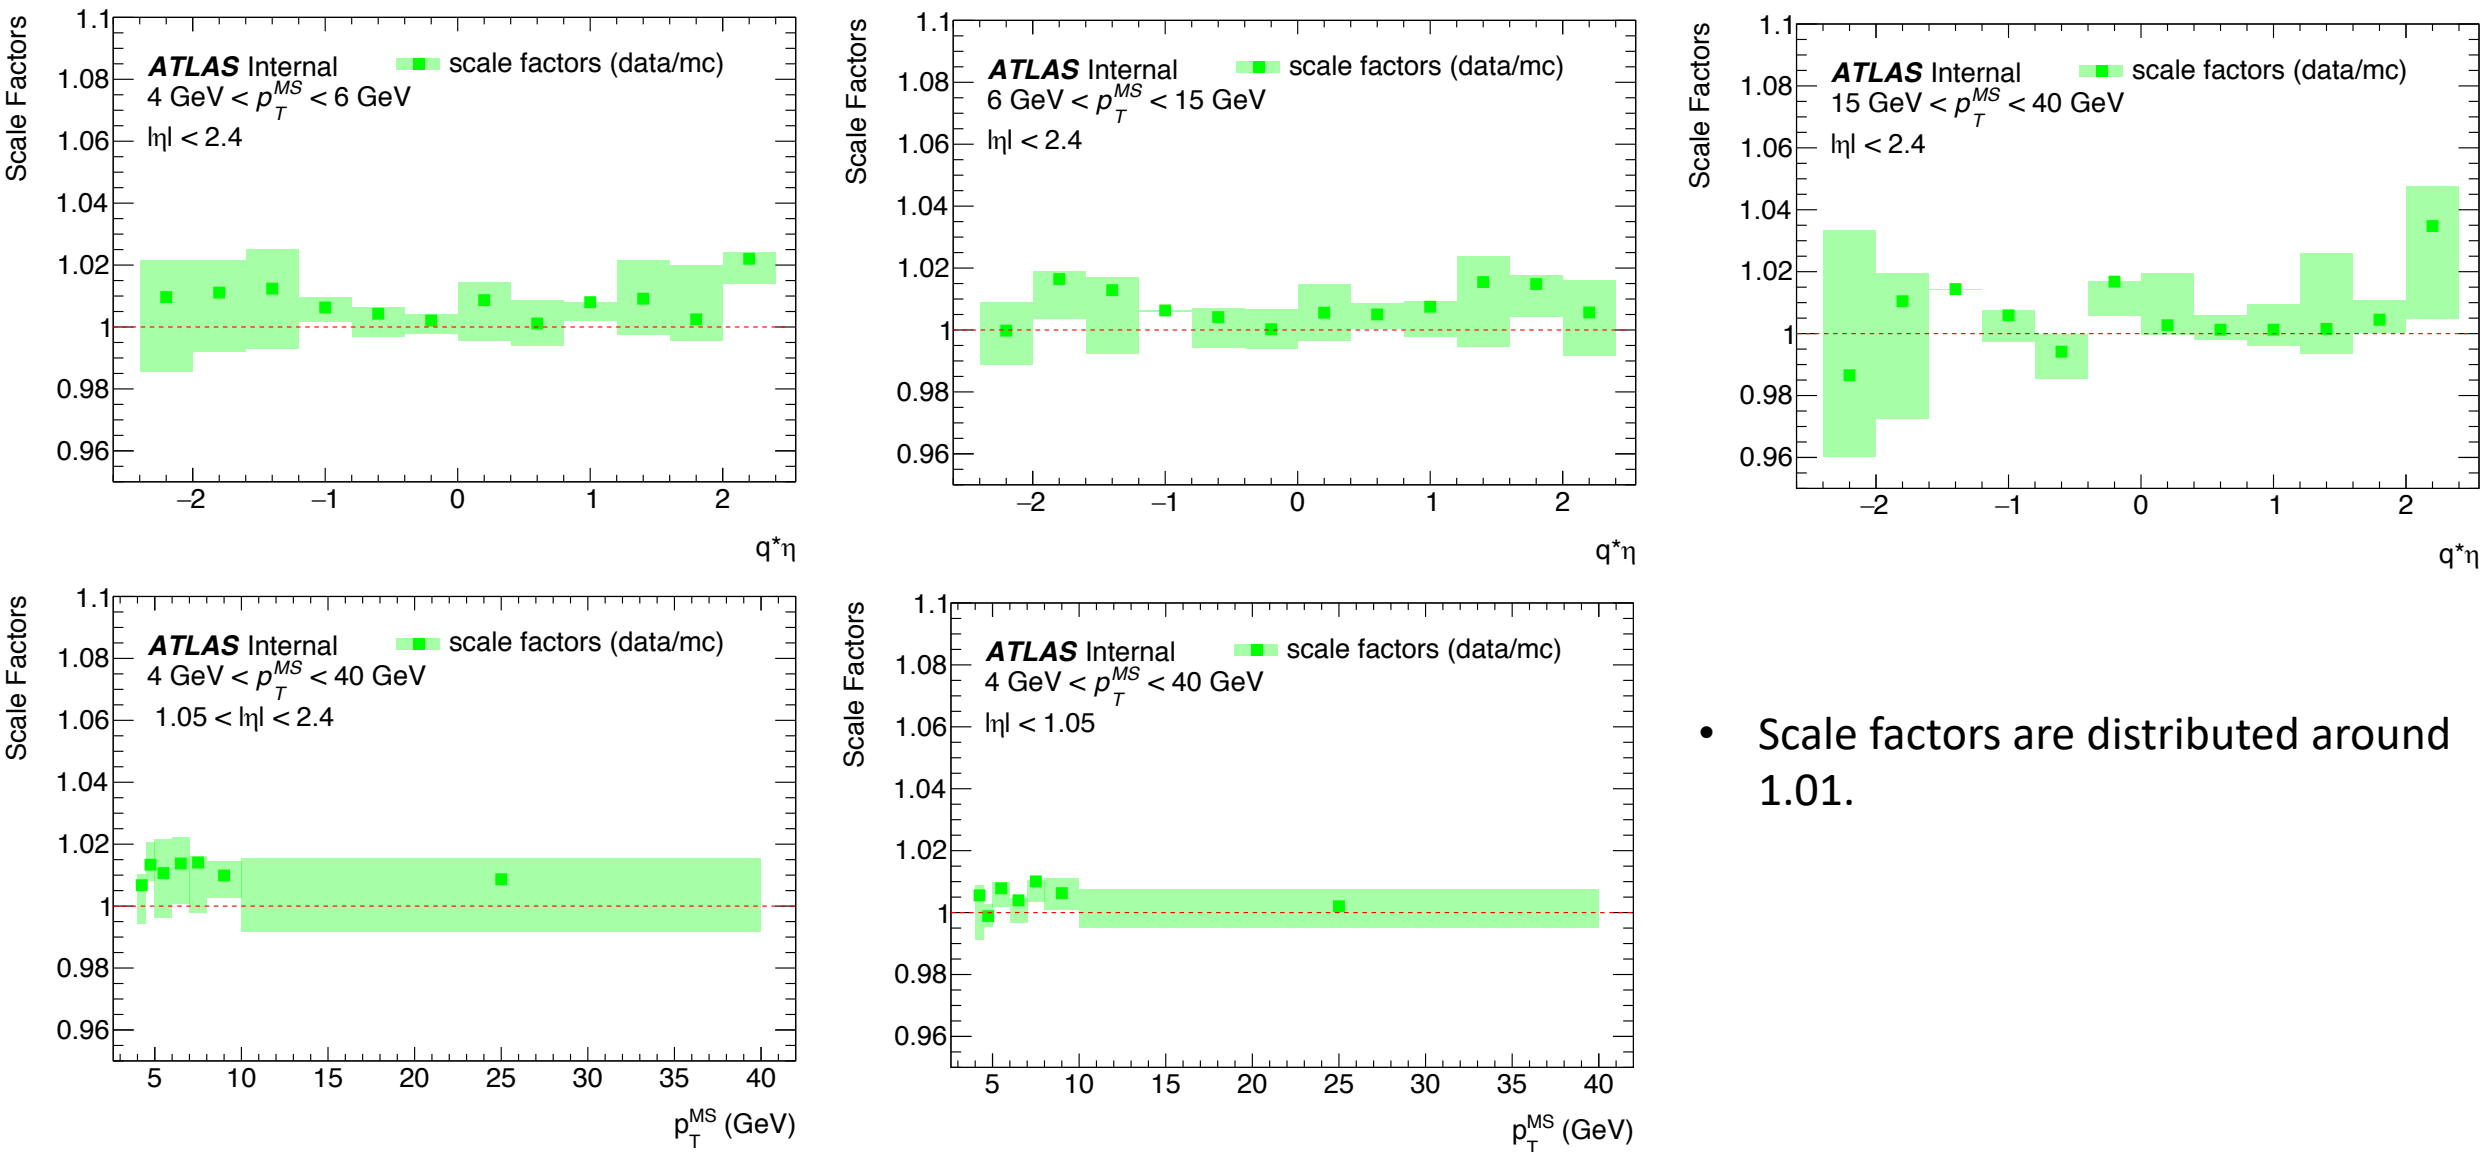 Scale Factors
1.1
1.08
1.06
1.04
1.02
1
0.98
0.96
ATLAS Internal
scale factors (data/mc)
4 GeV < p_T^MS < 6 GeV
|η| < 2.4
−2 −1 0 1 2
q*η
Scale Factors
1.1
1.08
1.06
1.04
1.02
1
0.98
0.96
ATLAS Internal
scale factors (data/mc)
6 GeV < p_T^MS < 15 GeV
|η| < 2.4
−2 −1 0 1 2
q*η
Scale Factors
1.1
1.08
1.06
1.04
1.02
1
0.98
0.96
ATLAS Internal
scale factors (data/mc)
15 GeV < p_T^MS < 40 GeV
|η| < 2.4
−2 −1 0 1 2
q*η
Scale Factors
1.1
1.08
1.06
1.04
1.02
1
0.98
0.96
ATLAS Internal
scale factors (data/mc)
4 GeV < p_T^MS < 40 GeV
1.05 < |η| < 2.4
5 10 15 20 25 30 35 40
p_T^MS (GeV)
Scale Factors
1.1
1.08
1.06
1.04
1.02
1
0.98
0.96
ATLAS Internal
scale factors (data/mc)
4 GeV < p_T^MS < 40 GeV
|η| < 1.05
5 10 15 20 25 30 35 40
p_T^MS (GeV)
• Scale factors are distributed around
1.01.